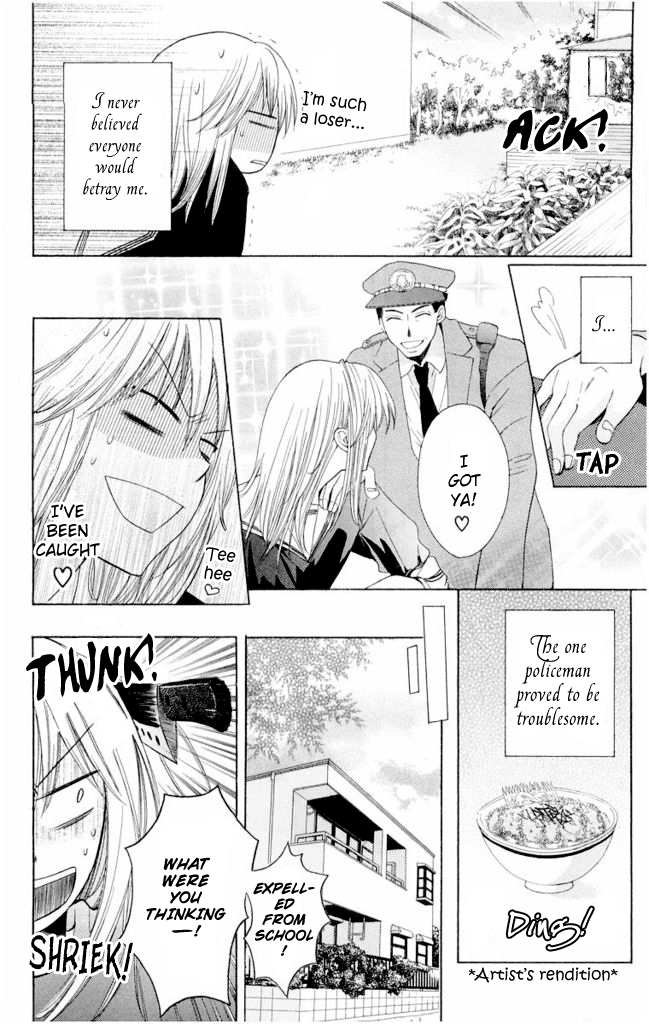 I never
believed
everyone
would
betray me.
I'm such
a loser...
ACK!
I...
TAP
I
GOT
YA!
♡
I'VE
BEEN
CAUGHT
♡
Tee
hee
♡
The one
policeman
proved to be
troublesome.
Ding!
*Artist's rendition*
EXPELL-
ED
FROM
SCHOOL
!
WHAT
WERE
YOU
THINKING
—!
THUNK!
SHRIEK!